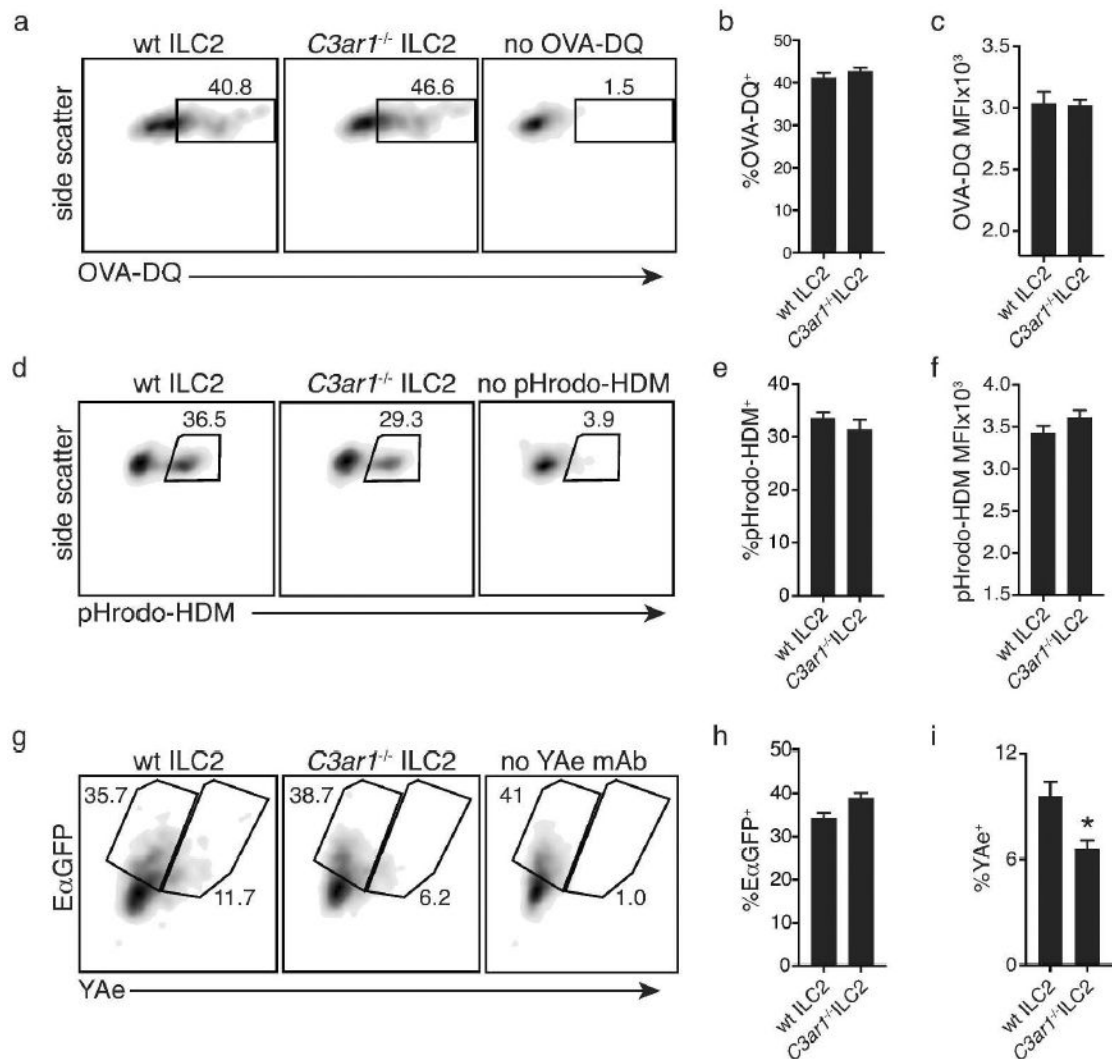 a
wt ILC2
C3ar1-/- ILC2
no OVA-DQ
40.8
46.6
1.5
side scatter
OVA-DQ
b
50
40
30
20
10
0
%OVA-DQ+
wt ILC2
C3ar1-/-ILC2
c
3.5
3.0
2.5
2.0
OVA-DQ MFIx10³
wt ILC2
C3ar1-/-ILC2
d
wt ILC2
C3ar1-/- ILC2
no pHrodo-HDM
36.5
29.3
3.9
side scatter
pHrodo-HDM
e
40
30
20
10
0
%pHrodo-HDM+
wt ILC2
C3ar1-/-ILC2
f
4.0
3.5
3.0
2.5
2.0
1.5
pHrodo-HDM MFIx10³
wt ILC2
C3ar1-/-ILC2
g
wt ILC2
C3ar1-/- ILC2
no YAe mAb
35.7
11.7
38.7
6.2
41
1.0
EαGFP
YAe
h
50
40
30
20
10
0
%EαGFP+
wt ILC2
C3ar1-/-ILC2
i
12
6
0
%YAe+
*
wt ILC2
C3ar1-/-ILC2